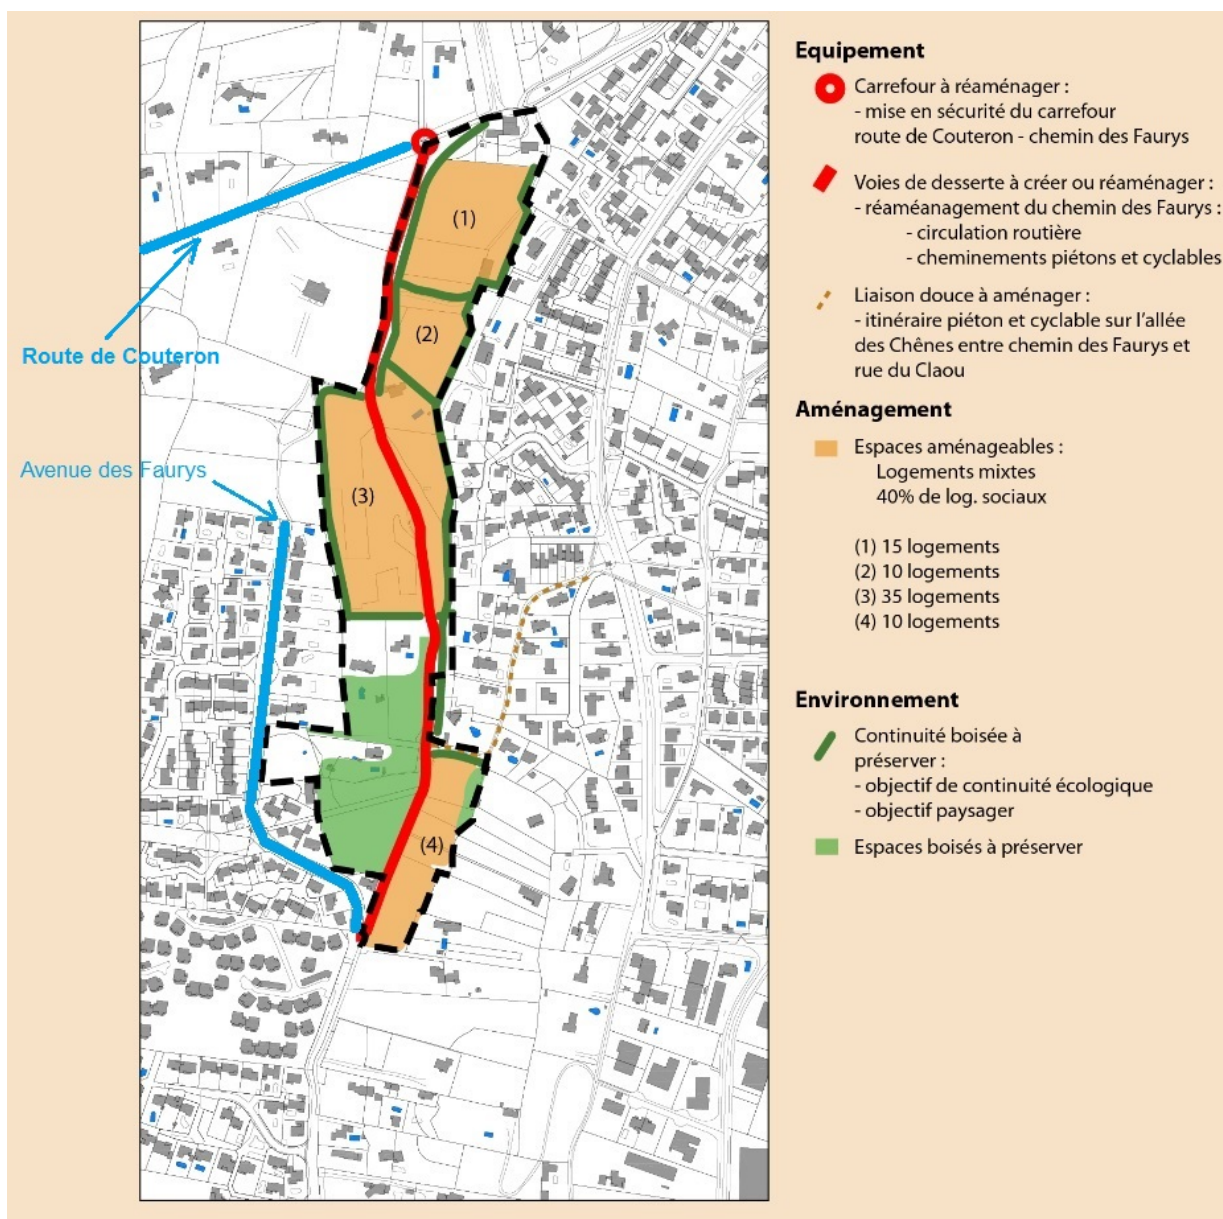 Equipement
Carrefour à réaménager :
- mise en sécurité du carrefour
route de Couteron - chemin des Faurys
Voies de desserte à créer ou réaménager :
- réaméanagement du chemin des Faurys :
- circulation routière
- cheminements piétons et cyclables
Liaison douce à aménager :
- itinéraire piéton et cyclable sur l'allée
des Chênes entre chemin des Faurys et
rue du Claou
Aménagement
Espaces aménageables :
Logements mixtes
40% de log. sociaux
(1) 15 logements
(2) 10 logements
(3) 35 logements
(4) 10 logements
Environnement
Continuité boisée à
préserver :
- objectif de continuité écologique
- objectif paysager
Espaces boisés à préserver
(1)
(2)
Route de Couteron
Avenue des Faurys
(3)
(4)